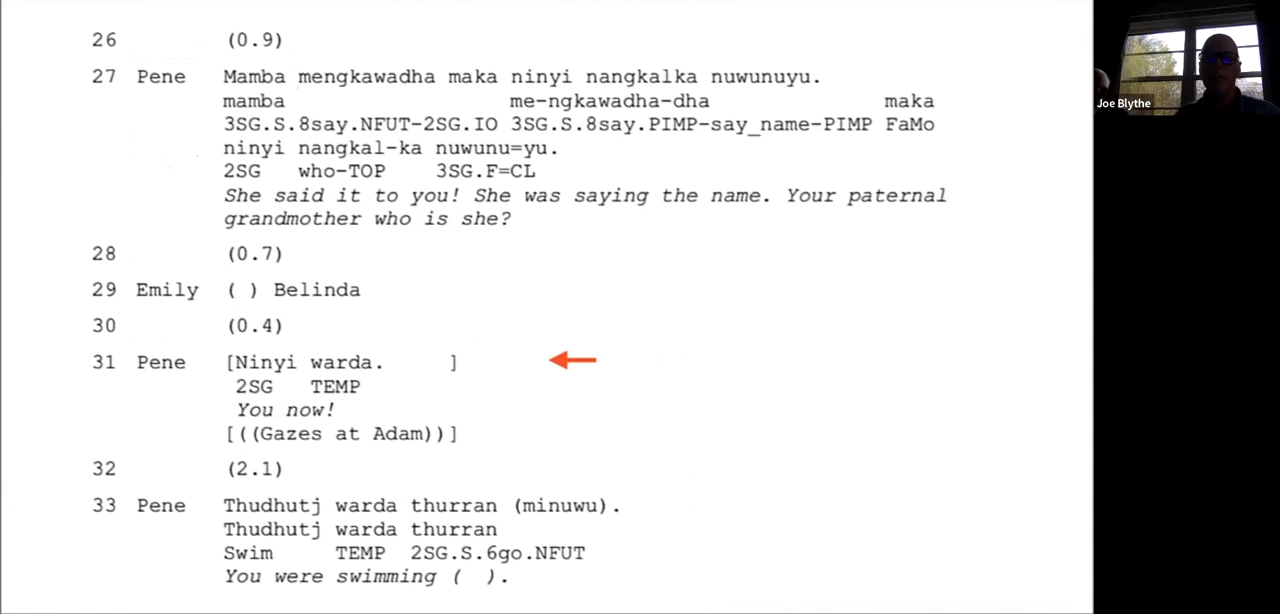 26 (0.9)
27 Pene Mamba mengkawadha maka ninyi nangkalka nuwunuyu.
mamba me-ngkawadha-dha maka
3SG.S.8say.NFUT-2SG.IO 3SG.S.8say.PIMP-say_name-PIMP FaMo
ninyi nangkal-ka nuwunu=yu.
2SG who-TOP 3SG.F=CL
She said it to you! She was saying the name. Your paternal
grandmother who is she?
28 (0.7)
29 Emily ( ) Belinda
30 (0.4)
31 Pene [Ninyi warda. ]
2SG TEMP
You now!
[((Gazes at Adam))]
32 (2.1)
33 Pene Thudhutj warda thurran (minuwu).
Thudhutj warda thurran
Swim TEMP 2SG.S.6go.NFUT
You were swimming ( ).
Joe Blythe